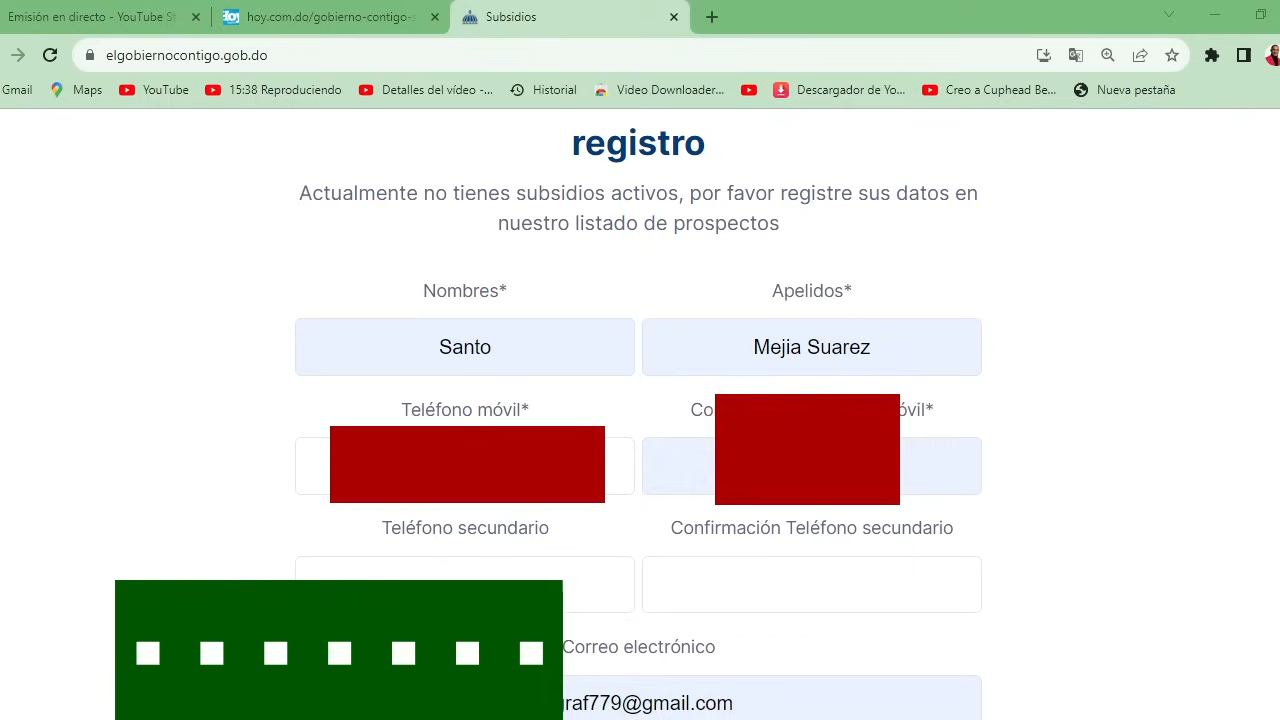 Emisión en directo - YouTube St
hoy.com.do/gobierno-contigo-s
Subsidios
elgobiernocontigo.gob.do
Gmail Maps YouTube 15:38 Reproduciendo Detalles del vídeo -... Historial Video Downloader... Descargador de Yo... Creo a Cuphead Be... Nueva pestaña
registro
Actualmente no tienes subsidios activos, por favor registre sus datos en
nuestro listado de prospectos
Nombres* Apelidos*
Santo Mejia Suarez
Teléfono móvil* Co óvil*
Teléfono secundario Confirmación Teléfono secundario
Correo electrónico
graf779@gmail.com